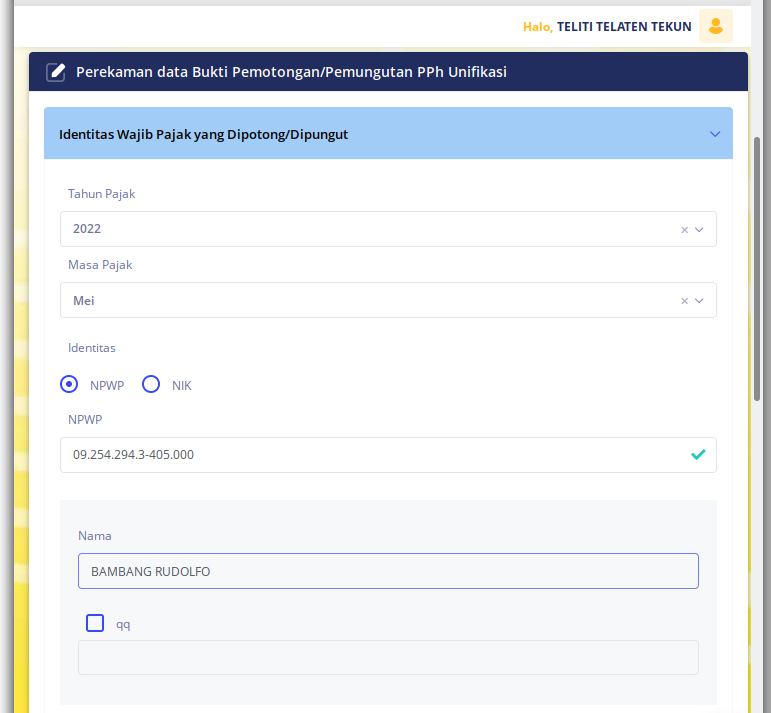 Halo, TELITI TELATEN TEKUN
Perekaman data Bukti Pemotongan/Pemungutan PPh Unifikasi
Identitas Wajib Pajak yang Dipotong/Dipungut
Tahun Pajak
2022
Masa Pajak
Mei
Identitas
NPWP NIK
NPWP
09.254.294.3-405.000
Nama
BAMBANG RUDOLFO
qq